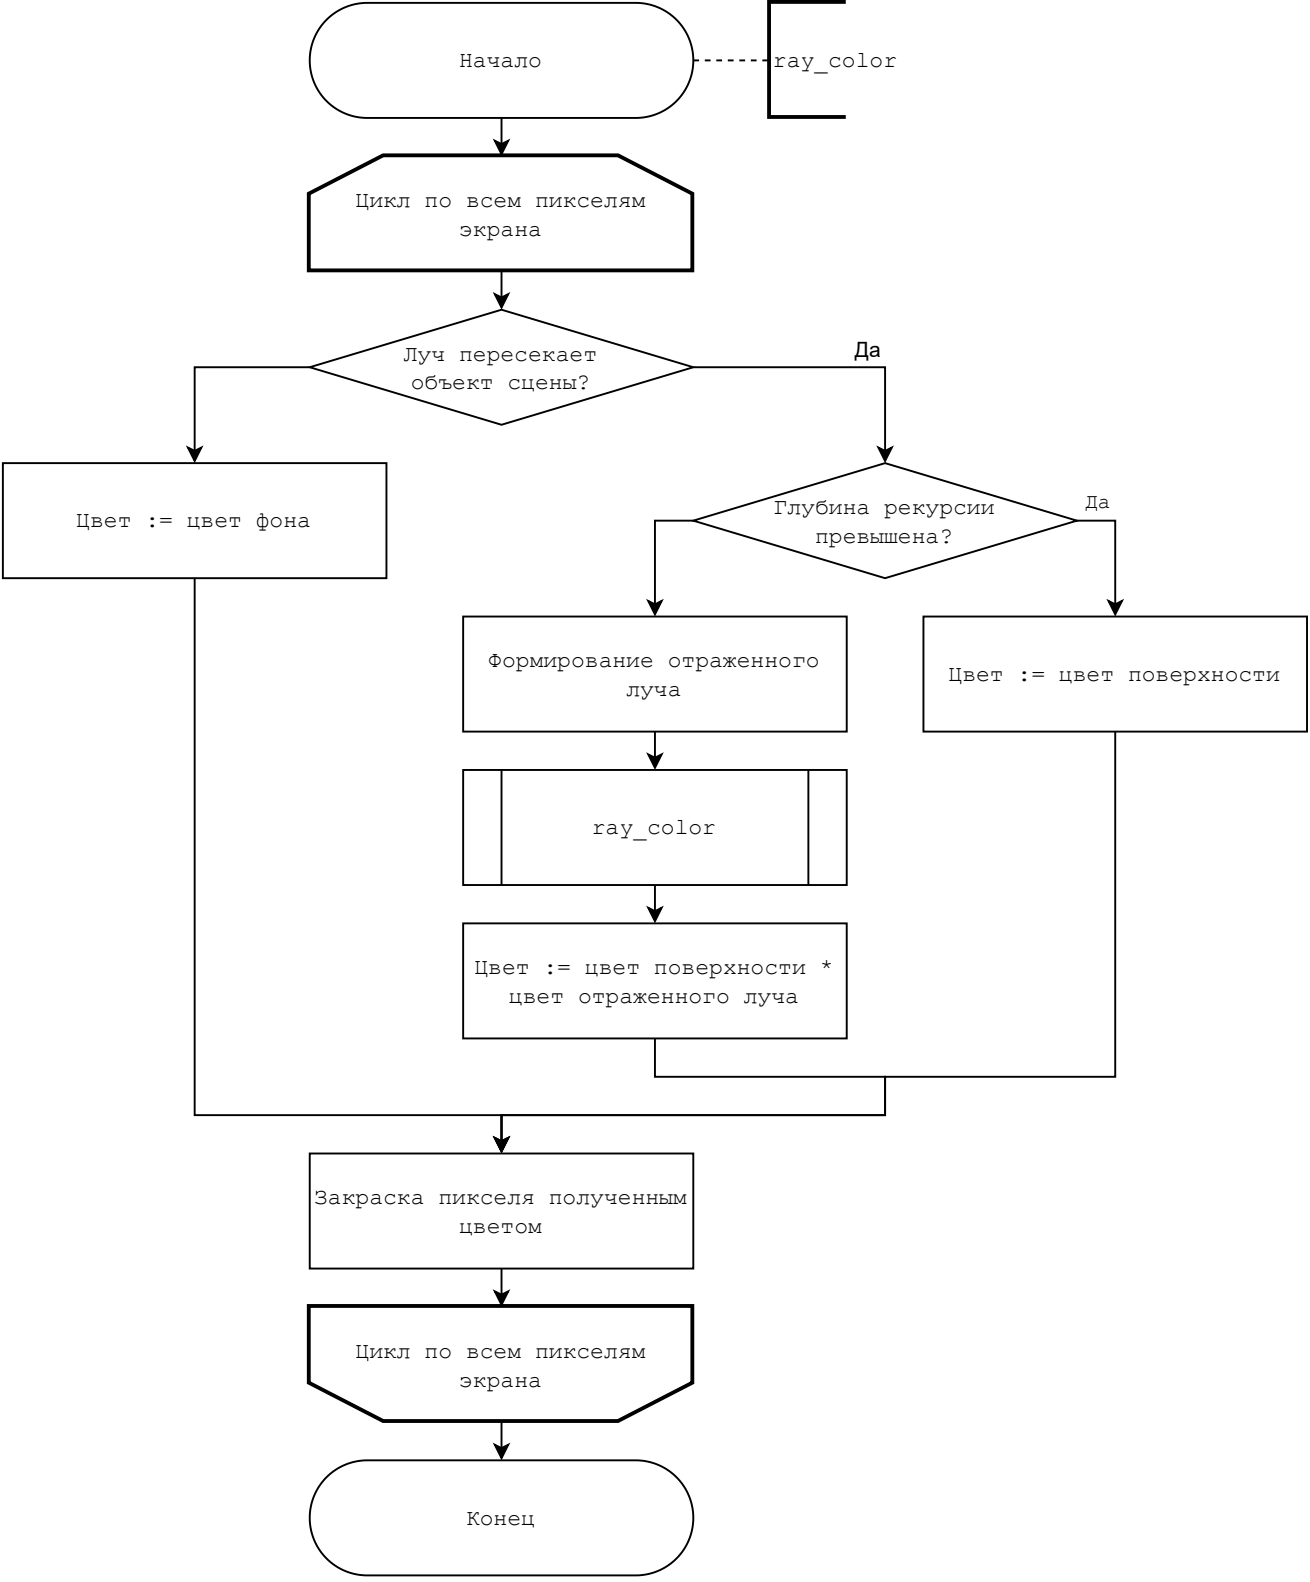 Начало
ray_color
Цикл по всем пикселям
экрана
Луч пересекает
объект сцены?
Да
Цвет := цвет фона
Глубина рекурсии
превышена?
Да
Формирование отраженного
луча
Цвет := цвет поверхности
ray_color
Цвет := цвет поверхности *
цвет отраженного луча
Закраска пикселя полученным
цветом
Цикл по всем пикселям
экрана
Конец